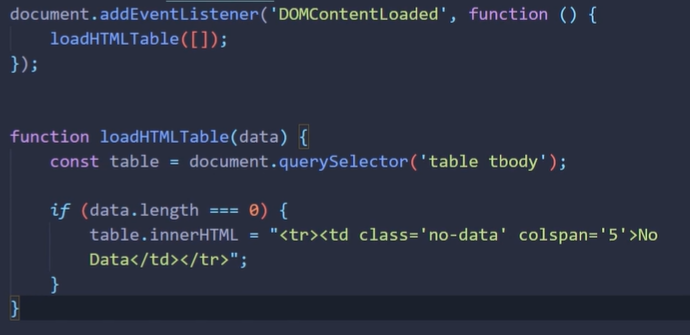 document.addEventListener('DOMContentLoaded', function () {
    loadHTMLTable([]);
});

function loadHTMLTable(data) {
    const table = document.querySelector('table tbody');

    if (data.length === 0) {
        table.innerHTML = "<tr><td class='no-data' colspan='5'>No
        Data</td></tr>";
    }
}